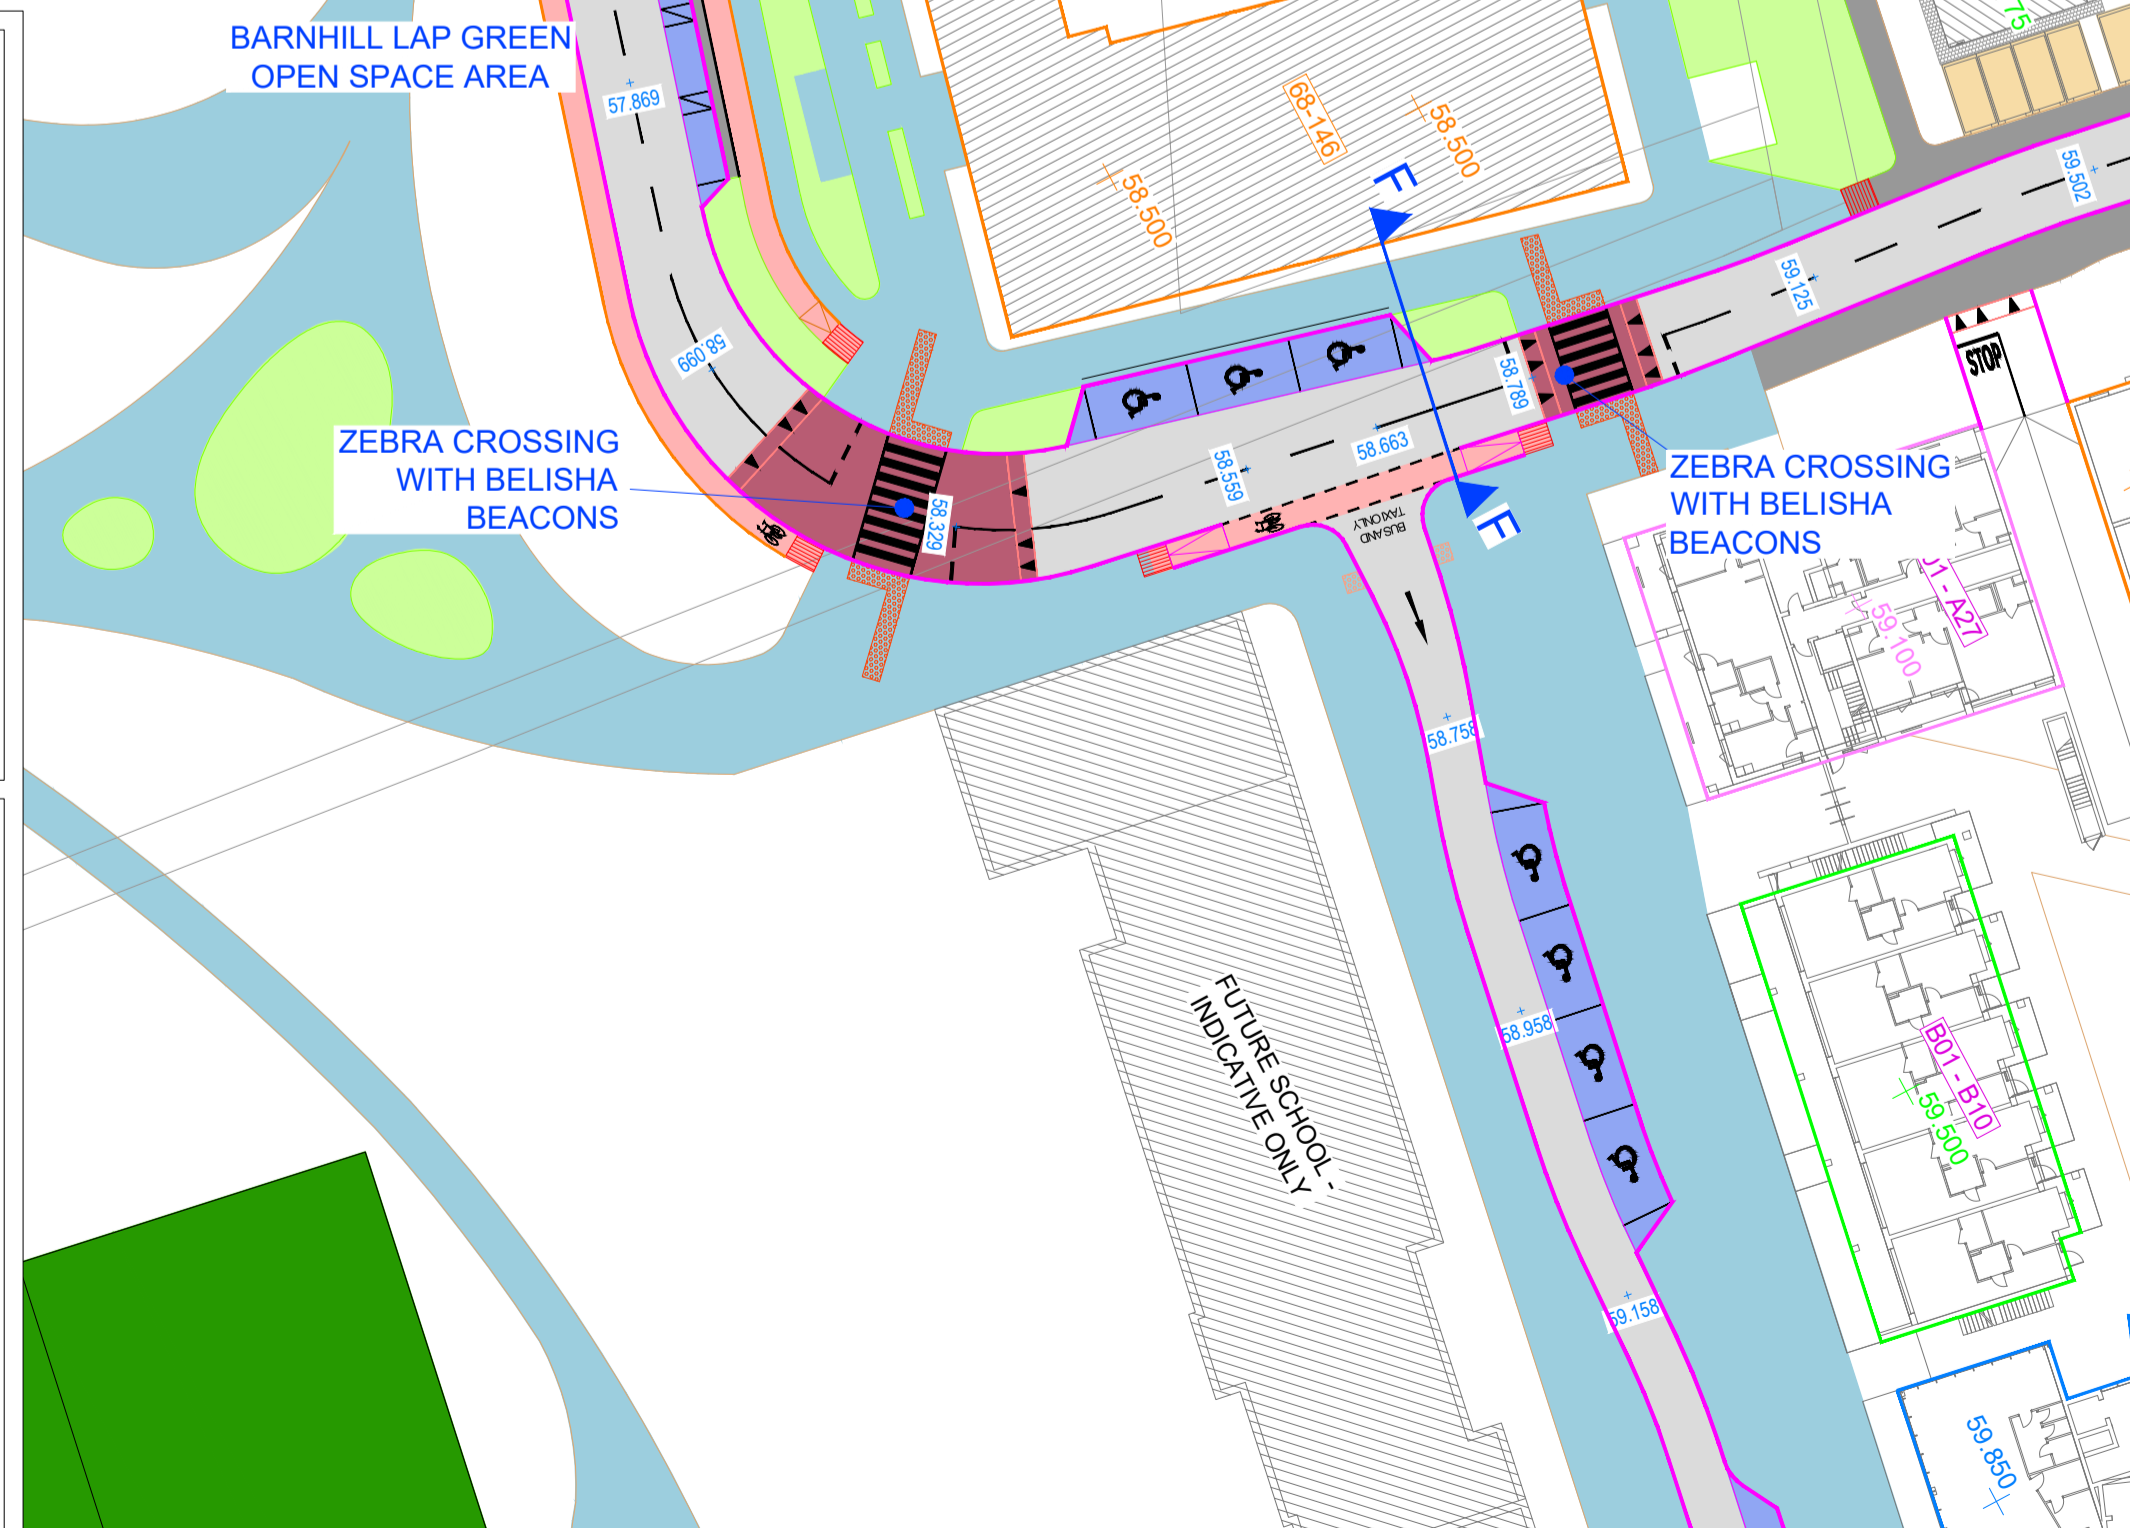 BARNHILL LAP GREEN
OPEN SPACE AREA
57.869
58.099
68-146
58.500
58.500
F
75
59.502
59.125
STOP
58.789
58.663
58.559
ZEBRA CROSSING
WITH BELISHA
BEACONS
58.329
BUS AND
TAXI ONLY
F
ZEBRA CROSSING
WITH BELISHA
BEACONS
01 - A27
59.100
58.758
58.958
FUTURE SCHOOL -
INDICATIVE ONLY
B01 - B10
59.500
59.158
59.850